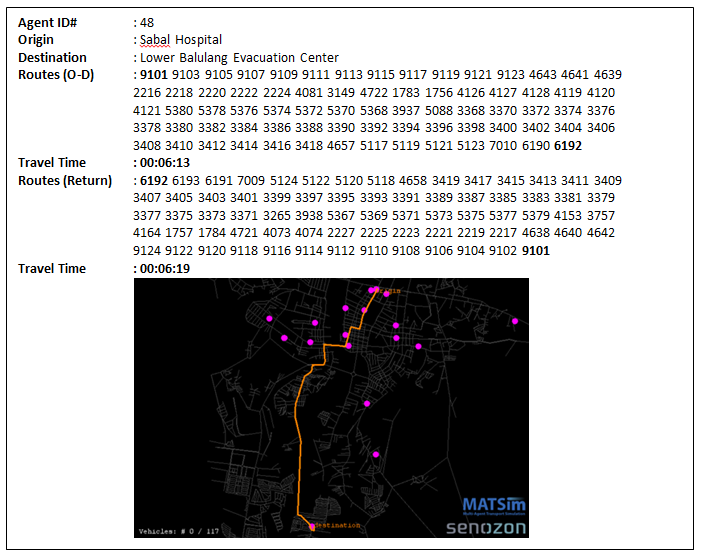 Agent ID# : 48
Origin : Sabal Hospital
Destination : Lower Balulang Evacuation Center
Routes (O-D) : 9101 9103 9105 9107 9109 9111 9113 9115 9117 9119 9121 9123 4643 4641 4639
2216 2218 2220 2222 2224 4081 3149 4722 1783 1756 4126 4127 4128 4119 4120
4121 5380 5378 5376 5374 5372 5370 5368 3937 5088 3368 3370 3372 3374 3376
3378 3380 3382 3384 3386 3388 3390 3392 3394 3396 3398 3400 3402 3404 3406
3408 3410 3412 3414 3416 3418 4657 5117 5119 5121 5123 7010 6190 6192
Travel Time : 00:06:13
Routes (Return) : 6192 6193 6191 7009 5124 5122 5120 5118 4658 3419 3417 3415 3413 3411 3409
3407 3405 3403 3401 3399 3397 3395 3393 3391 3389 3387 3385 3383 3381 3379
3377 3375 3373 3371 3265 3938 5367 5569 5371 5373 5375 5377 5379 4153 3757
4164 1757 1784 4721 4073 4074 2227 2225 2223 2221 2219 2217 4638 4640 4642
9124 9122 9120 9118 9116 9114 9112 9110 9108 9106 9104 9102 9101
Travel Time : 00:06:19
Origin
Destination
MATSim
Multi-Agent Transport Simulation
Vehicles: # 0 / 117
senozon